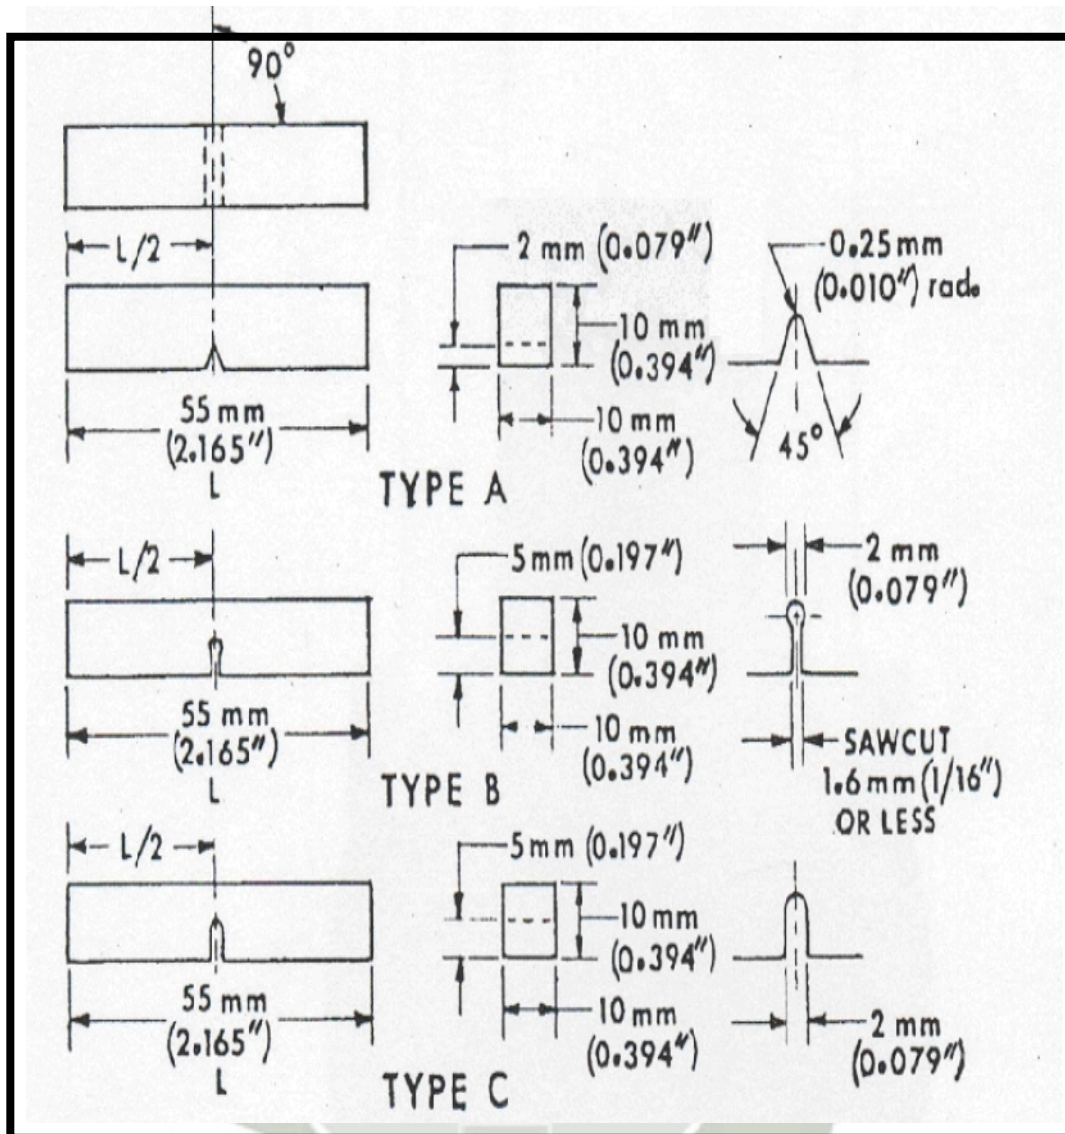 90°
L/2
2 mm (0.079")
0.25 mm
(0.010") rad.
10 mm
(0.394")
55 mm
(2.165")
10 mm
(0.394")
45°
L
TYPE A
L/2
5 mm (0.197")
2 mm
(0.079")
10 mm
(0.394")
55 mm
(2.165")
10 mm
(0.394")
SAWCUT
1.6 mm (1/16")
OR LESS
L
TYPE B
L/2
5 mm (0.197")
10 mm
(0.394")
55 mm
(2.165")
10 mm
(0.394")
2 mm
(0.079")
L
TYPE C